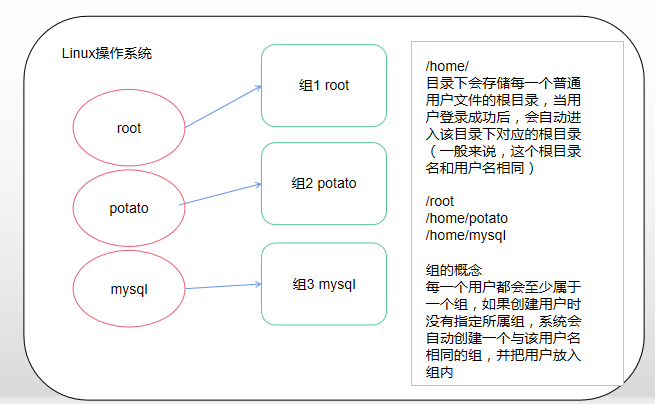 Linux操作系统
root
potato
mysql
组1 root
组2 potato
组3 mysql
/home/
目录下会存储每一个普通
用户文件的根目录，当用
户登录成功后，会自动进
入该目录下对应的根目录
（一般来说，这个根目录
名和用户名相同）
/root
/home/potato
/home/mysql
组的概念
每一个用户都会至少属于
一个组，如果创建用户时
没有指定所属组，系统会
自动创建一个与该用户名
相同的组，并把用户放入
组内